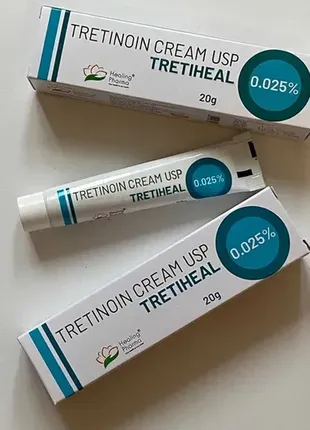 TRETINOIN CREAM USP
TRETIHEAL
0.025%
20g
Healing
Pharma
TRETINOIN CREAM USP
TRETIHEAL
0.025%
TRETINOIN CREAM USP
TRETIHEAL
0.025%
20g
Healing
Pharma